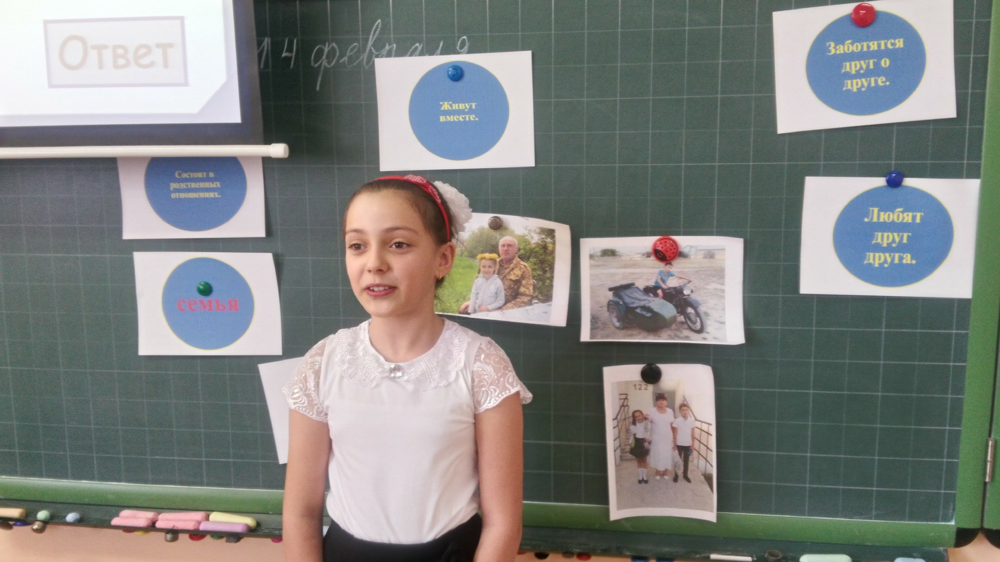 Ответ
14 февраля
Живут
вместе.
Заботятся
друг о
друге.
Состоят в
родственных
отношениях.
Любят
друг
друга.
семья
122